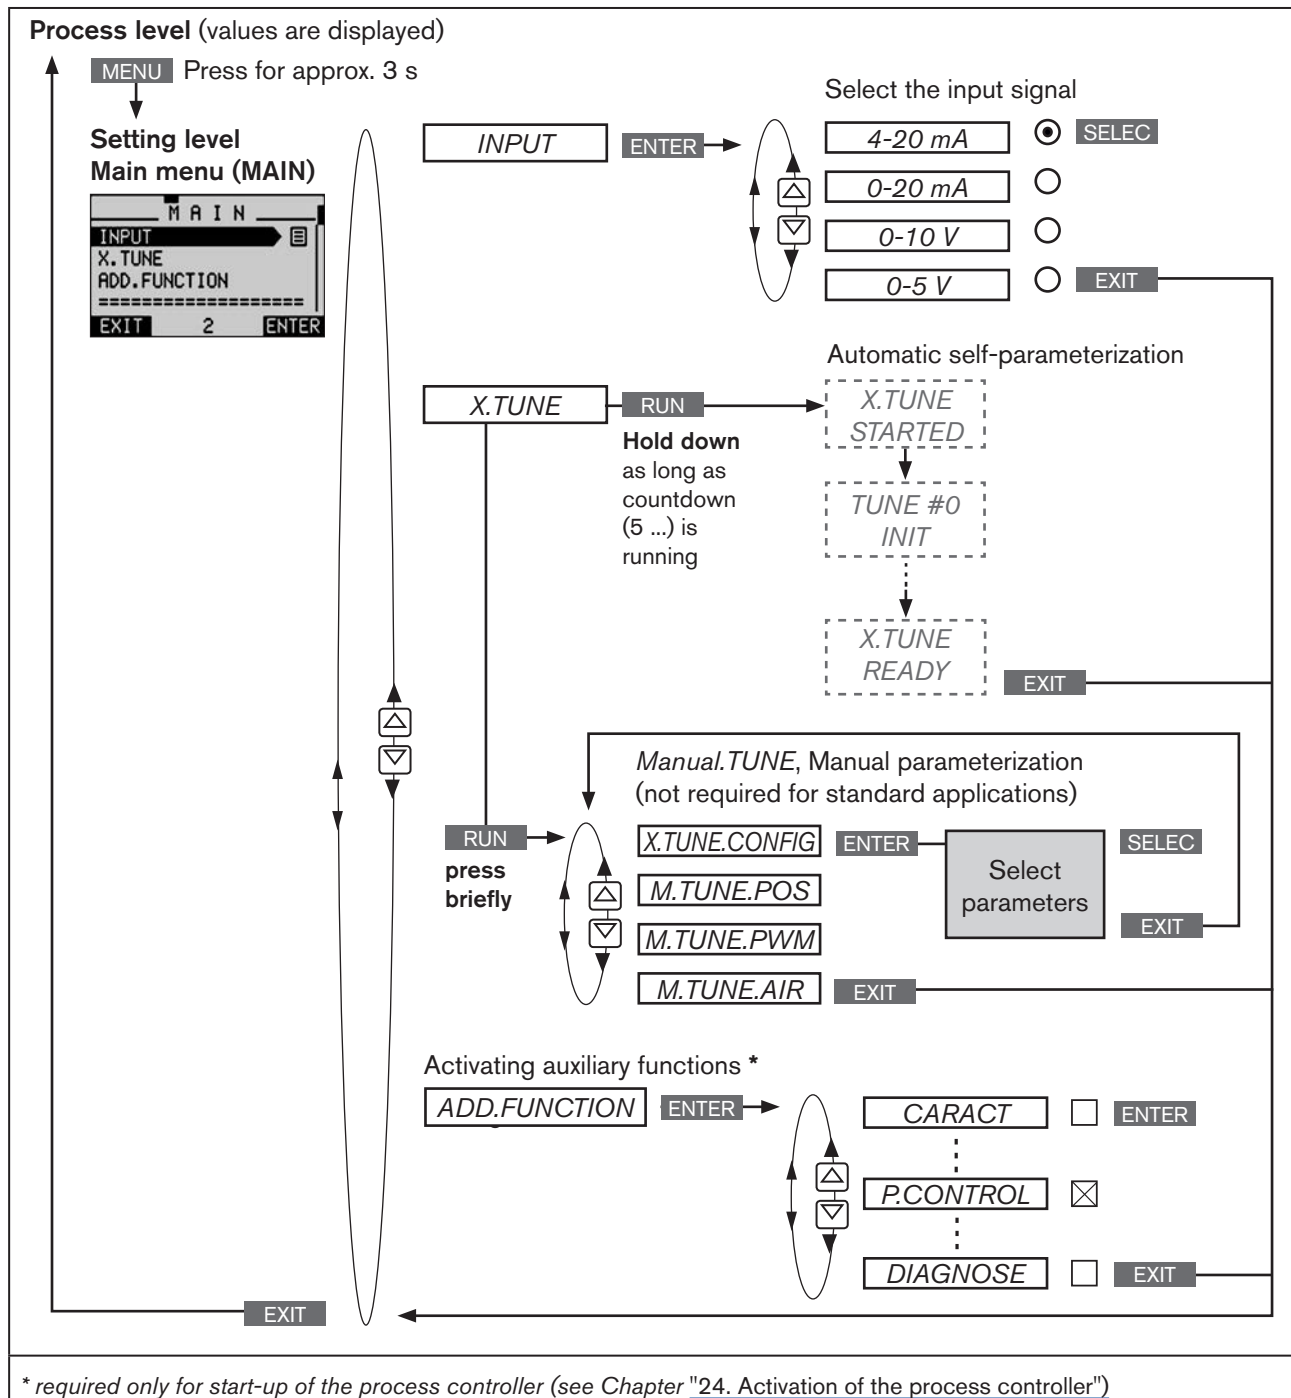 Process level (values are displayed)
MENU Press for approx. 3 s
Setting level
Main menu (MAIN)
MAIN
INPUT
X.TUNE
ADD.FUNCTION
====================
EXIT 2 ENTER
INPUT ENTER
Select the input signal
4-20 mA SELEC
0-20 mA
0-10 V
0-5 V EXIT
X.TUNE RUN
Hold down
as long as
countdown
(5 ...) is
running
Automatic self-parameterization
X.TUNE
STARTED
TUNE #0
INIT
X.TUNE
READY
EXIT
RUN
press
briefly
Manual.TUNE, Manual parameterization
(not required for standard applications)
X.TUNE.CONFIG ENTER
Select
parameters
SELEC
EXIT
M.TUNE.POS
M.TUNE.PWM
M.TUNE.AIR EXIT
Activating auxiliary functions *
ADD.FUNCTION ENTER
CARACT ENTER
P.CONTROL
DIAGNOSE EXIT
EXIT
* required only for start-up of the process controller (see Chapter "24. Activation of the process controller")